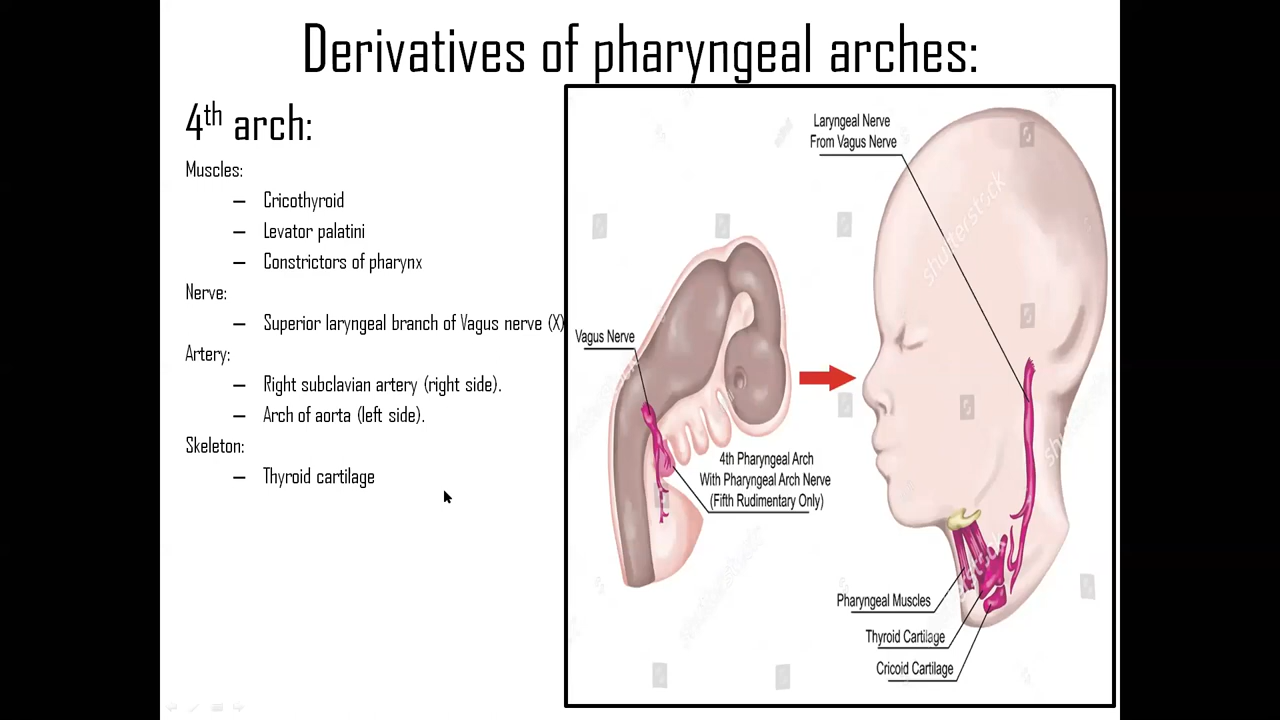 Derivatives of pharyngeal arches:
4th arch:
Muscles:
– Cricothyroid
– Levator palatini
– Constrictors of pharynx
Nerve:
– Superior laryngeal branch of Vagus nerve (X)
Artery:
– Right subclavian artery (right side).
– Arch of aorta (left side).
Skeleton:
– Thyroid cartilage
Laryngeal Nerve
From Vagus Nerve
Vagus Nerve
4th Pharyngeal Arch
With Pharyngeal Arch Nerve
(Fifth Rudimentary Only)
Pharyngeal Muscles
Thyroid Cartilage
Cricoid Cartilage
shutterstock